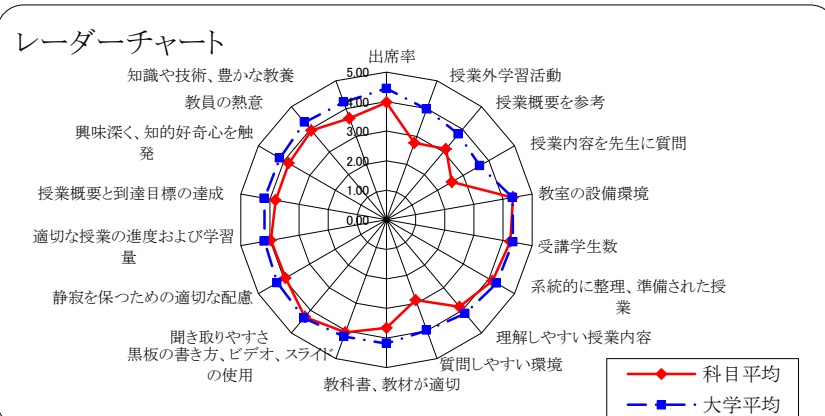 レーダーチャート
出席率
授業外学習活動
授業概要を参考
授業内容を先生に質問
教室の設備環境
受講学生数
系統的に整理、準備された授
業
理解しやすい授業内容
質問しやすい環境
教科書、教材が適切
黒板の書き方、ビデオ、スライド
の使用
聞き取りやすさ
静寂を保つための適切な配慮
適切な授業の進度および学習
量
授業概要と到達目標の達成
興味深く、知的好奇心を触
発
教員の熱意
知識や技術、豊かな教養
5.00
4.00
3.00
2.00
1.00
0.00
科目平均
大学平均